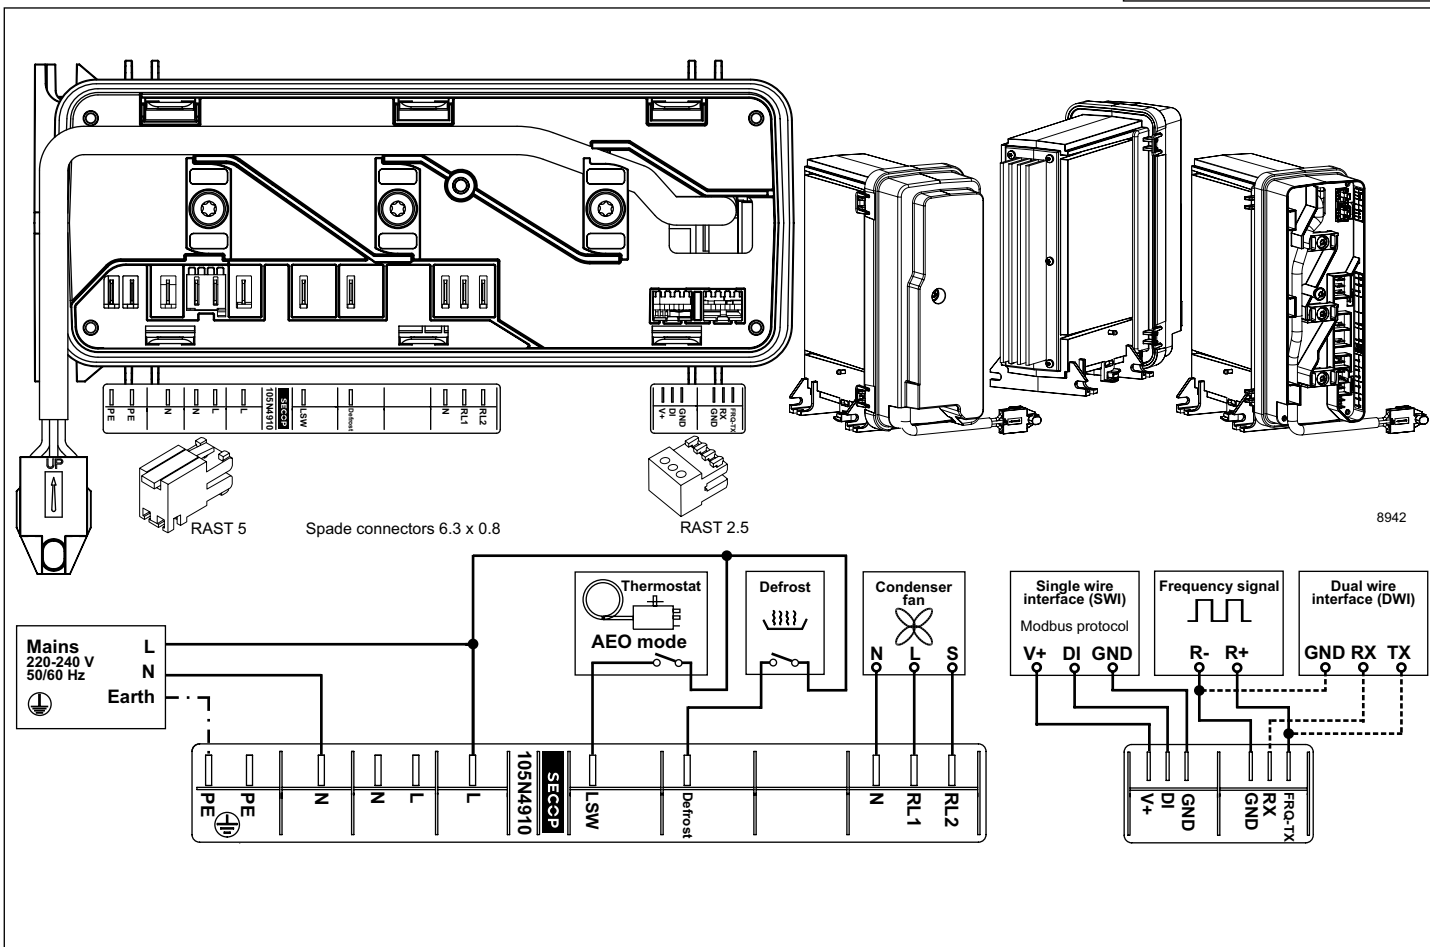 PE
PE
N
N
L
L
105N4910
SECOP
LSW
Defrost
N
RL1
RL2
V+
DI
GND
GND
RX
FRQ-TX
UP
RAST 5
Spade connectors 6.3 x 0.8
RAST 2.5
8942
Mains
220-240 V
50/60 Hz
L
N
Earth
Thermostat
AEO mode
Defrost
Condenser
fan
N
L
S
Single wire
interface (SWI)
Modbus protocol
V+
DI
GND
Frequency signal
R-
R+
Dual wire
interface (DWI)
GND
RX
TX
PE
PE
N
N
L
L
105N4910
SECOP
LSW
Defrost
N
RL1
RL2
V+
DI
GND
GND
RX
FRQ-TX